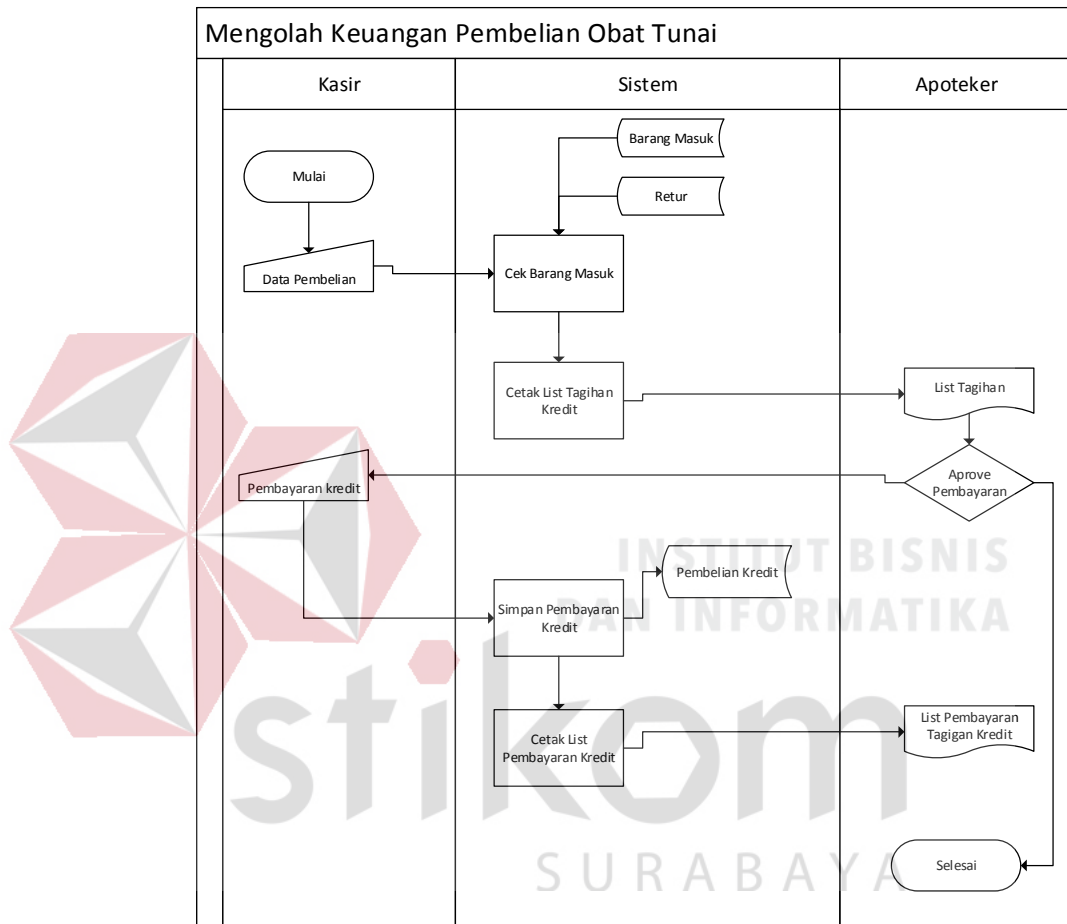 Mengolah Keuangan Pembelian Obat Tunai
Kasir
Sistem
Apoteker
Barang Masuk
Mulai
Retur
Data Pembelian
Cek Barang Masuk
Cetak List Tagihan
Kredit
List Tagihan
Pembayaran kredit
Aprove
Pembayaran
INSTITUT BISNIS
DAN INFORMATIKA
Pembelian Kredit
Simpan Pembayaran
Kredit
stikom
SURABAYA
Cetak List
Pembayaran Kredit
List Pembayaran
Tagigan Kredit
Selesai